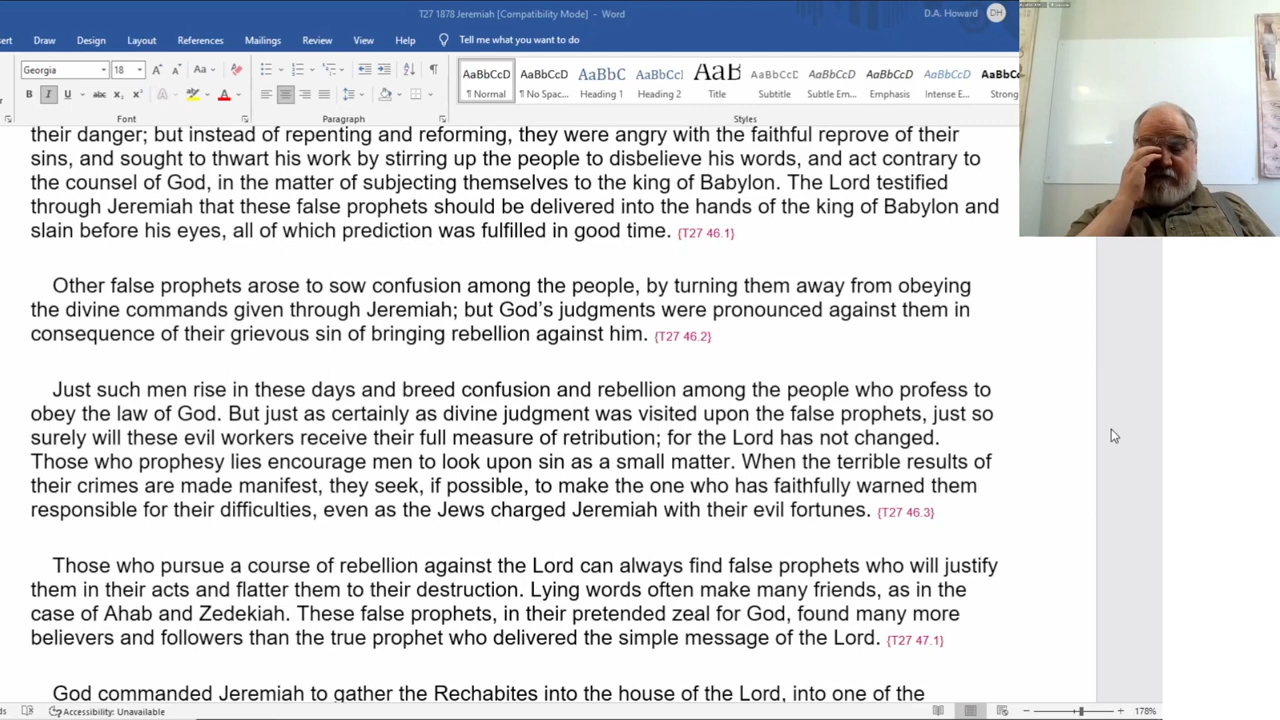 T27 1878 Jeremiah [Compatibility Mode] - Word
D.A. Howard
DH
sert
Draw
Design
Layout
References
Mailings
Review
View
Help
Tell me what you want to do
Georgia
18
Aa
AaBbCcD
AaBbCcD
AaBbC
AaBbCcI
AaB
AaBbCcD
AaBbCcD
AaBbCcD
AaBbCcD
AaBbCc
Normal
No Spac...
Heading 1
Heading 2
Title
Subtitle
Subtle Em...
Emphasis
Intense E...
Strong
Font
Paragraph
Styles
their danger; but instead of repenting and reforming, they were angry with the faithful reprove of their
sins, and sought to thwart his work by stirring up the people to disbelieve his words, and act contrary to
the counsel of God, in the matter of subjecting themselves to the king of Babylon. The Lord testified
through Jeremiah that these false prophets should be delivered into the hands of the king of Babylon and
slain before his eyes, all of which prediction was fulfilled in good time. {T27 46.1}
Other false prophets arose to sow confusion among the people, by turning them away from obeying
the divine commands given through Jeremiah; but God's judgments were pronounced against them in
consequence of their grievous sin of bringing rebellion against him. {T27 46.2}
Just such men rise in these days and breed confusion and rebellion among the people who profess to
obey the law of God. But just as certainly as divine judgment was visited upon the false prophets, just so
surely will these evil workers receive their full measure of retribution; for the Lord has not changed.
Those who prophesy lies encourage men to look upon sin as a small matter. When the terrible results of
their crimes are made manifest, they seek, if possible, to make the one who has faithfully warned them
responsible for their difficulties, even as the Jews charged Jeremiah with their evil fortunes. {T27 46.3}
Those who pursue a course of rebellion against the Lord can always find false prophets who will justify
them in their acts and flatter them to their destruction. Lying words often make many friends, as in the
case of Ahab and Zedekiah. These false prophets, in their pretended zeal for God, found many more
believers and followers than the true prophet who delivered the simple message of the Lord. {T27 47.1}
God commanded Jeremiah to gather the Rechabites into the house of the Lord, into one of the
ds
Accessibility: Unavailable
178%